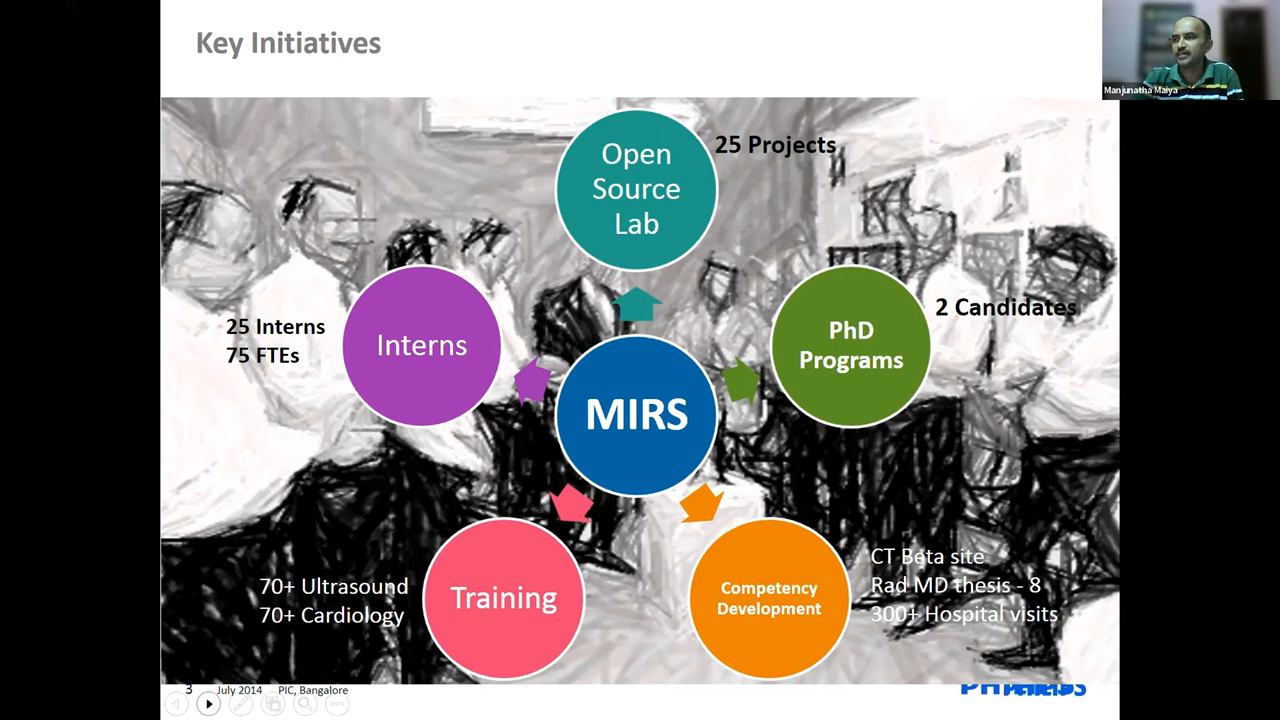 Key Initiatives
Manjunatha Maiya
Open
Source
Lab
25 Projects
25 Interns
75 FTEs
Interns
PhD
Programs
2 Candidates
MIRS
70+ Ultrasound
70+ Cardiology
Training
Competency
Development
CT Beta site
Rad MD thesis - 8
300+ Hospital visits
3 July 2014 PIC, Bangalore